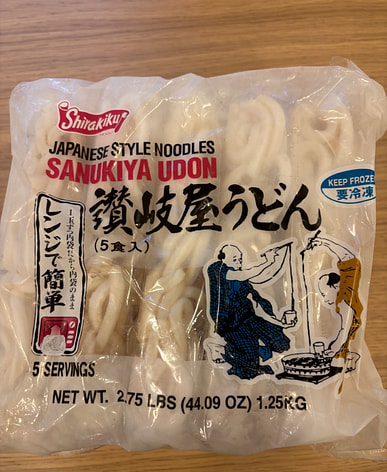 Shirakiku
JAPANESE STYLE NOODLES
SANUKIYA UDON
KEEP FROZE
要冷凍
讃岐屋うどん
(5食入)
レンジで簡単
5 SERVINGS
NET WT. 2.75 LBS (44.09 OZ) 1.25KG